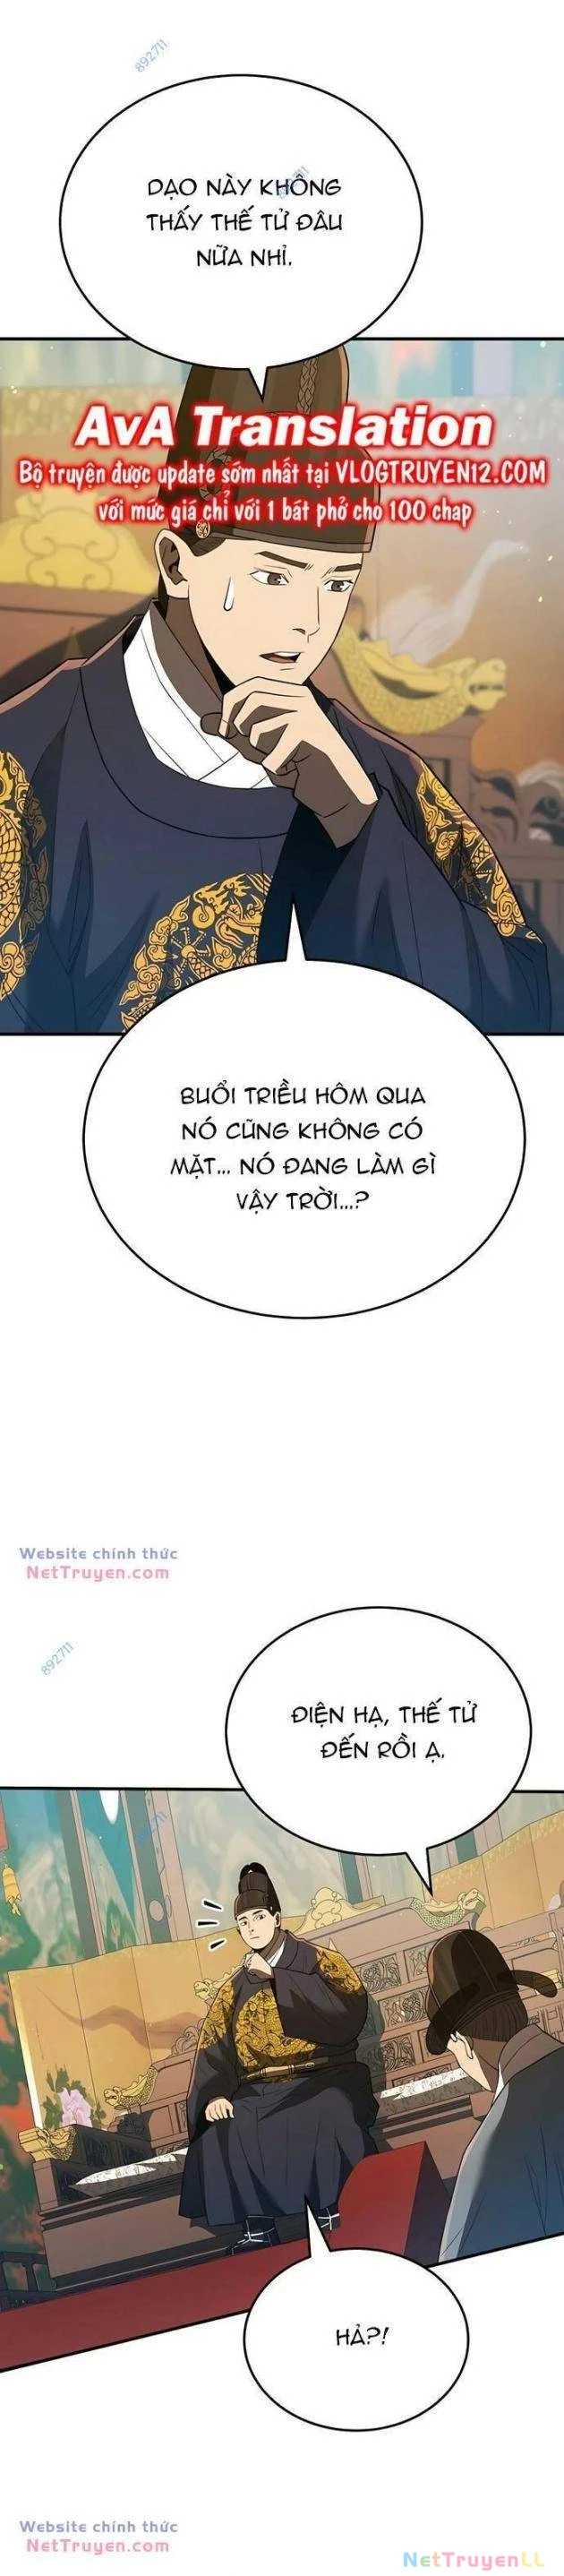 892711
DẠO NÀY KHÔNG
THẤY THẾ TỬ ĐÂU
NỮA NHỈ.
892711
AvA Translation
Bộ truyện được update sớm nhất tại VLOGTRUYEN12.COM
với mức giá chỉ với 1 bát phở cho 100 chap
BUỔI TRIỀU HÔM QUA
NÓ CŨNG KHÔNG CÓ
MẶT... NÓ ĐANG LÀM GÌ
VẬY TRỜI...?
Website chính thức
NetTruyen.com
892711
ĐIỆN HẠ, THẾ TỬ
ĐẾN RỒI Ạ.
892711
HẢ?!
Website chính thức
NetTruyen.com
NetTruyenLL